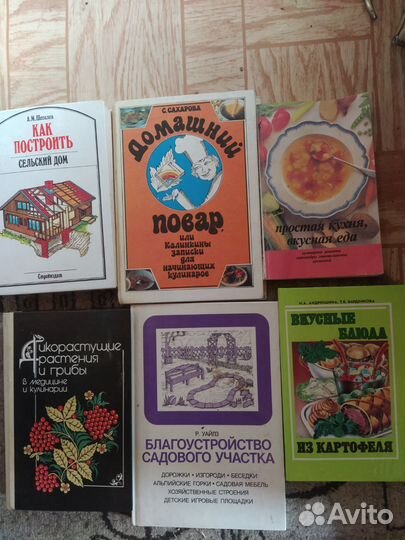 А.М. Шепелев
КАК
ПОСТРОИТЬ
СЕЛЬСКИЙ ДОМ
Стройиздат
С. САХАРОВА
Домашний
повар,
или
Калинкины
записки
для
начинающих
кулинаров
простая кухня,
вкусная еда
Дикорастущие
растения
и грибы
в медицине
и кулинарии
Р. УАЙЛЗ
БЛАГОУСТРОЙСТВО
САДОВОГО УЧАСТКА
ДОРОЖКИ • ИЗГОРОДИ • БЕСЕДКИ
АЛЬПИЙСКИЕ ГОРКИ • САДОВАЯ МЕБЕЛЬ
ХОЗЯЙСТВЕННЫЕ СТРОЕНИЯ
ДЕТСКИЕ ИГРОВЫЕ ПЛОЩАДКИ
ВКУСНЫЕ БЛЮДА
ИЗ КАРТОФЕЛЯ
Avito